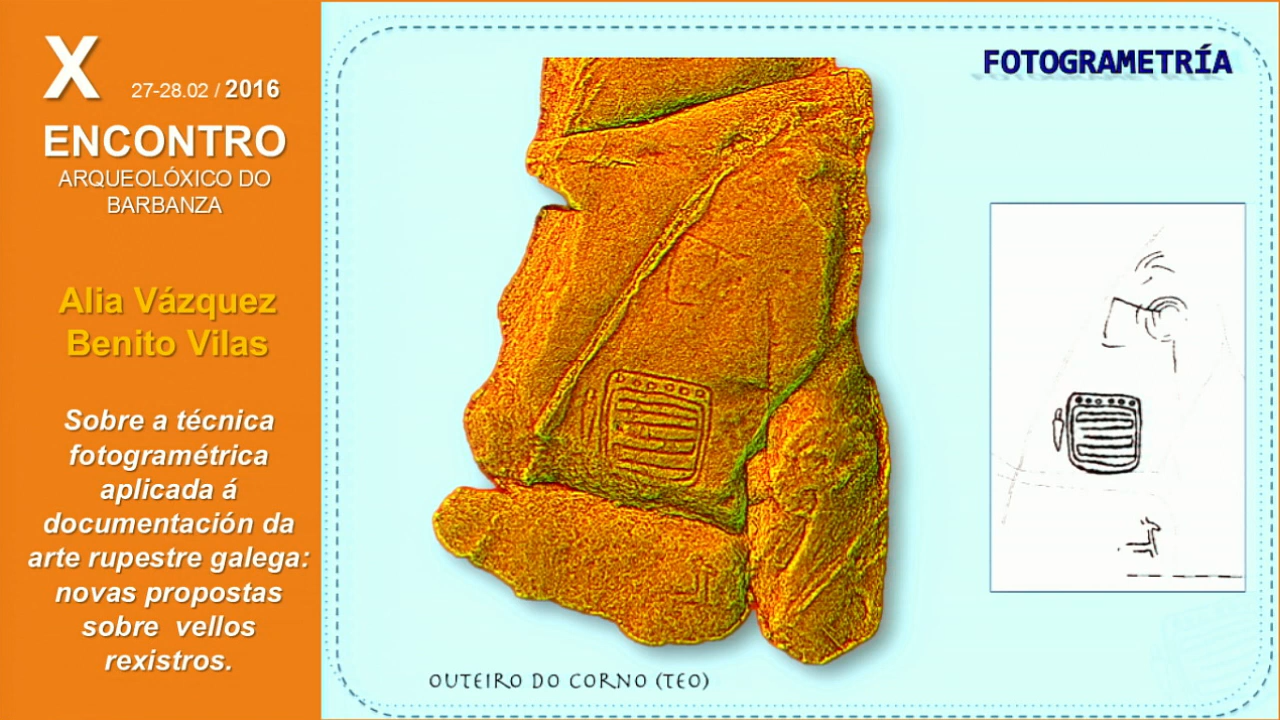 X
27-28.02 / 2016
ENCONTRO
ARQUEOLÓXICO DO
BARBANZA
Alia Vázquez
Benito Vilas
Sobre a técnica
fotogramétrica
aplicada á
documentación da
arte rupestre galega:
novas propostas
sobre vellos
rexistros.
FOTOGRAMETRÍA
OUTEIRO DO CORNO (TEO)